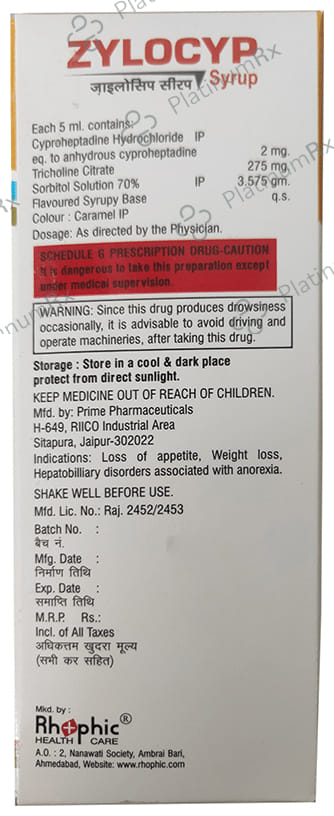 ZYLOCYP
ज़ाइलोसिप सीरप Syrup
Each 5 ml. contains:
Cyproheptadine Hydrochloride IP
eq. to anhydrous cyproheptadine 2 mg.
Tricholine Citrate 275 mg.
Sorbitol Solution 70% IP 3.575 gm.
Flavoured Syrupy Base q.s.
Colour : Caramel IP
Dosage: As directed by the Physician.
SCHEDULE G PRESCRIPTION DRUG-CAUTION
It is dangerous to take this preparation except
under medical supervision.
WARNING: Since this drug produces drowsiness
occasionally, it is advisable to avoid driving and
operate machineries, after taking this drug.
Storage : Store in a cool & dark place
protect from direct sunlight.
KEEP MEDICINE OUT OF REACH OF CHILDREN.
Mfd. by: Prime Pharmaceuticals
H-649, RIICO Industrial Area
Sitapura, Jaipur-302022
Indications: Loss of appetite, Weight loss,
Hepatobilliary disorders associated with anorexia.
SHAKE WELL BEFORE USE.
Mfd. Lic. No.: Raj. 2452/2453
Batch No. :
बैच नं.
Mfg. Date :
निर्माण तिथि
Exp. Date :
समाप्ति तिथि
M.R.P. Rs.:
Incl. of All Taxes
अधिकत्तम खुदरा मूल्य
(सभी कर सहित)
Mkd. by :
Rhophic®
HEALTH CARE
A.O. : 2, Nanawati Society, Ambrai Bari,
Ahmedabad, Website: www.rhophic.com
PlatinumRx